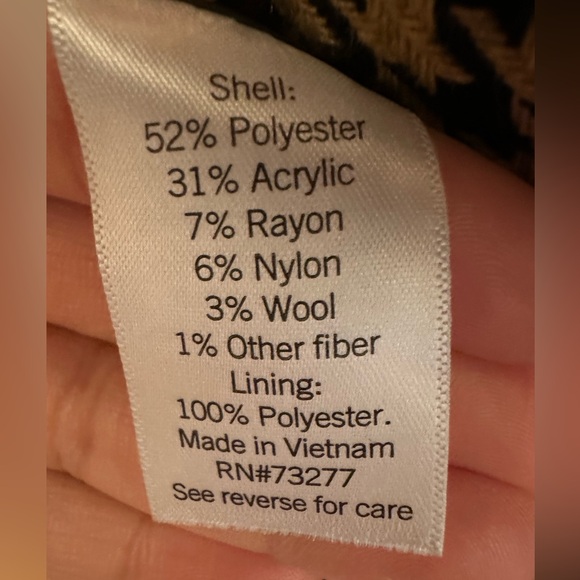 Shell:
52% Polyester
31% Acrylic
7% Rayon
6% Nylon
3% Wool
1% Other fiber
Lining:
100% Polyester.
Made in Vietnam
RN#73277
See reverse for care